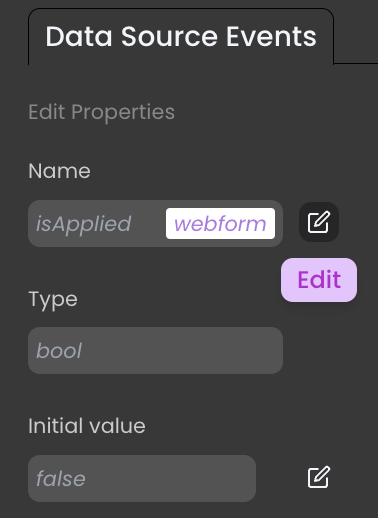 Data Source Events
Edit Properties
Name
isApplied webform
Edit
Type
bool
Initial value
false